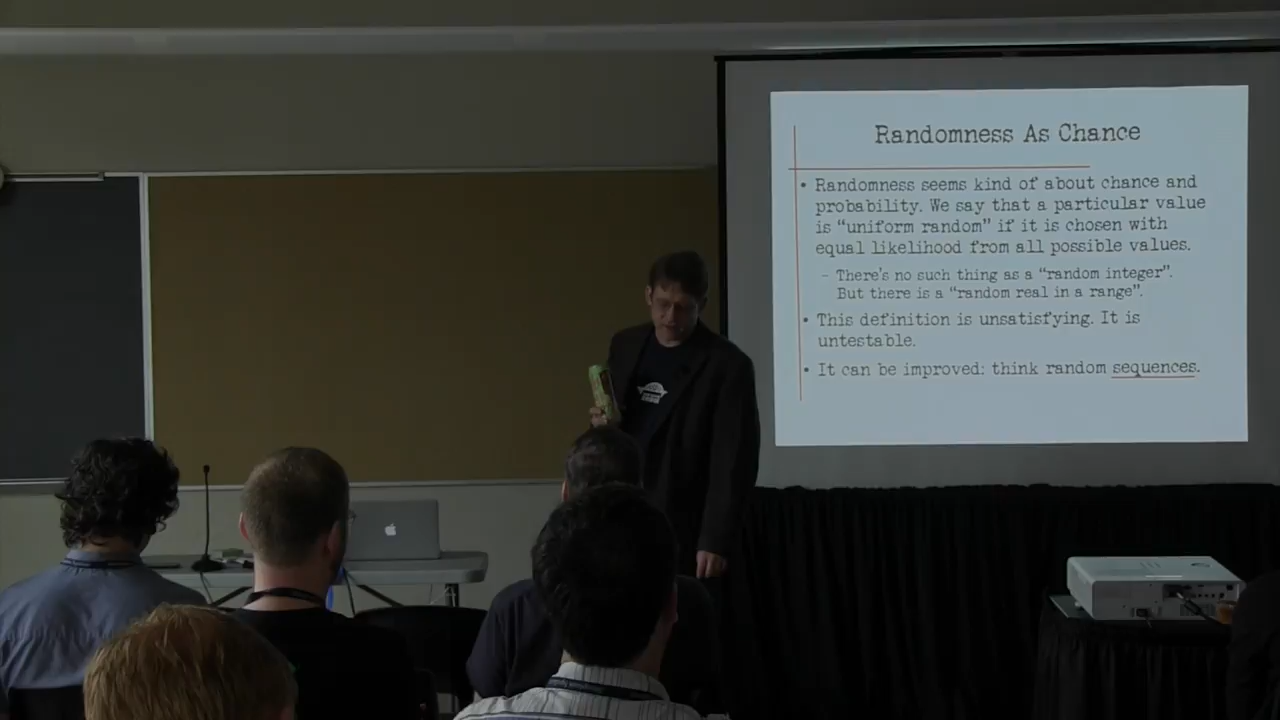 Randomness As Chance
• Randomness seems kind of about chance and
probability. We say that a particular value
is “uniform random” if it is chosen with
equal likelihood from all possible values.
– There's no such thing as a “random integer”.
But there is a “random real in a range”.
• This definition is unsatisfying. It is
untestable.
• It can be improved: think random sequences.